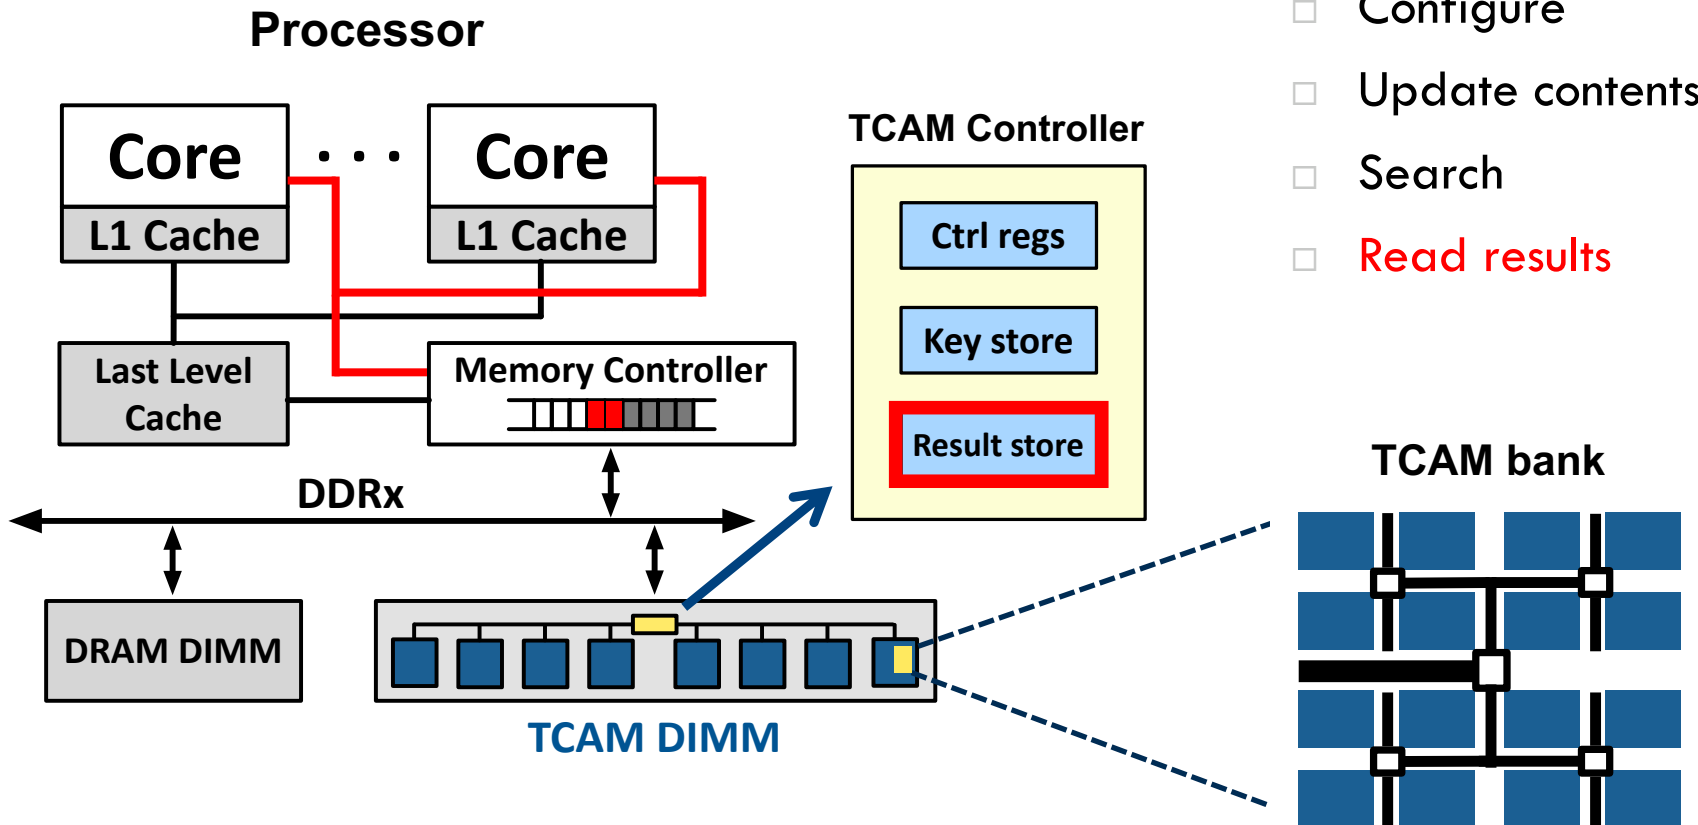 Processor
Configure
Update contents
Search
Read results
Core
. . .
Core
L1 Cache
L1 Cache
Last Level
Cache
Memory Controller
TCAM Controller
Ctrl regs
Key store
Result store
DDRx
DRAM DIMM
TCAM DIMM
TCAM bank